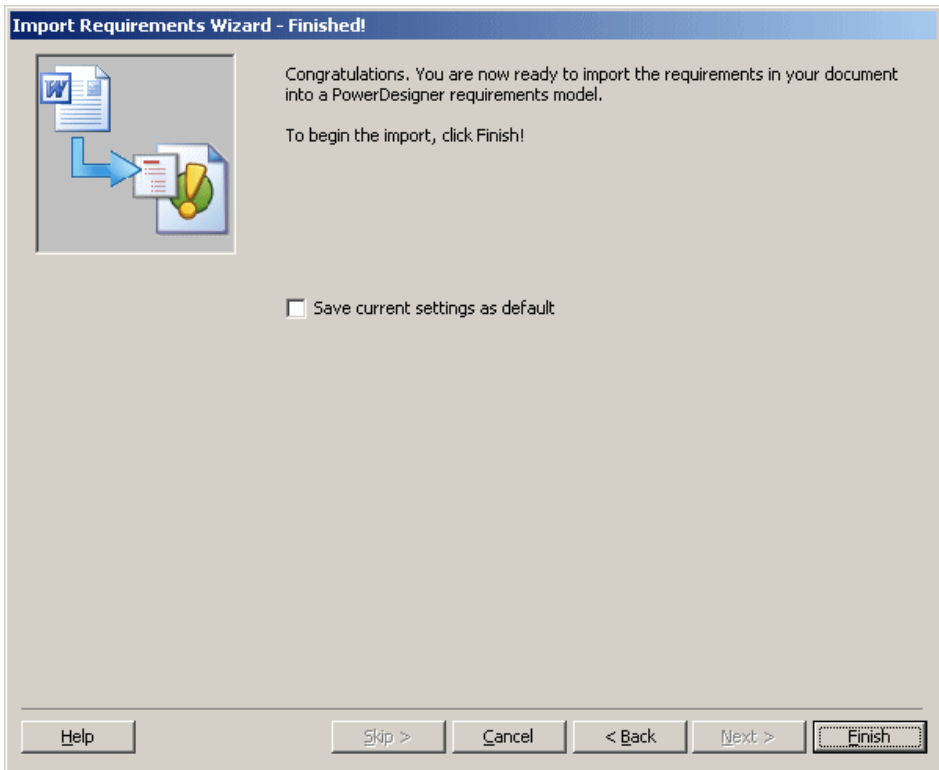 Import Requirements Wizard - Finished!
W
Congratulations. You are now ready to import the requirements in your document
into a PowerDesigner requirements model.
To begin the import, click Finish!
Save current settings as default
Help
Skip >
Cancel
< Back
Next >
Finish